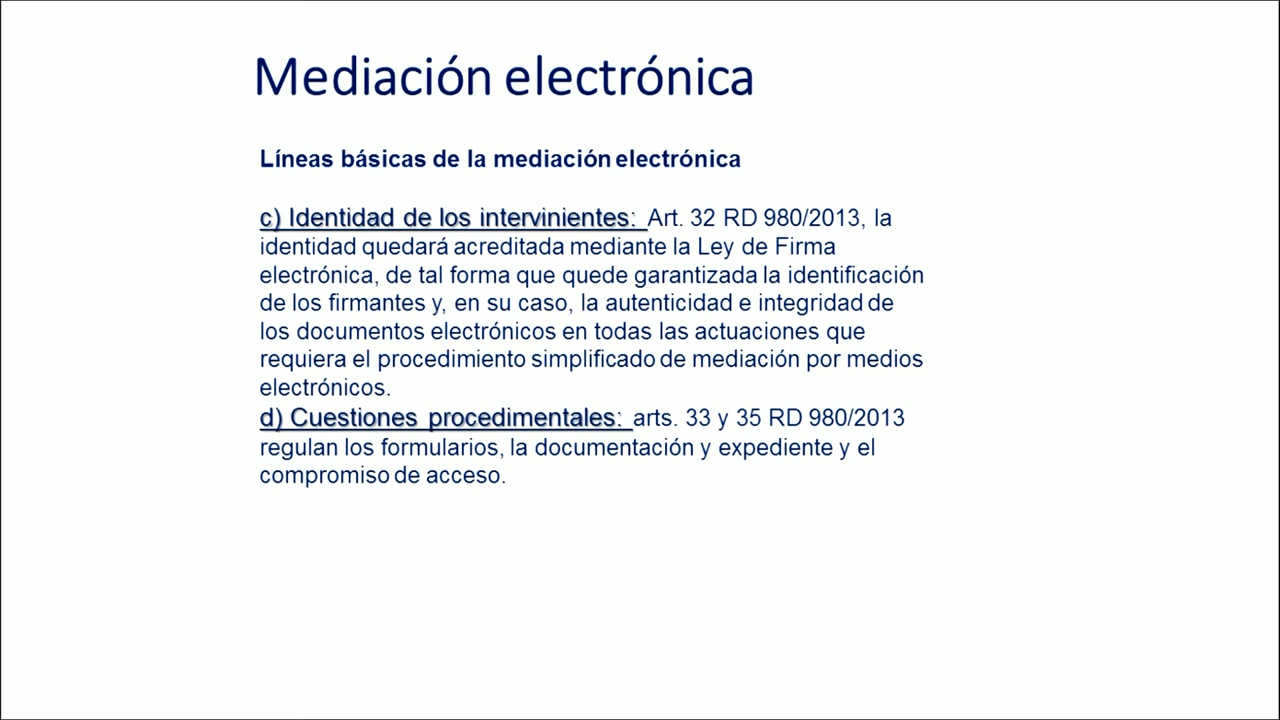 Mediación electrónica
Líneas básicas de la mediación electrónica
c) Identidad de los intervinientes: Art. 32 RD 980/2013, la
identidad quedará acreditada mediante la Ley de Firma
electrónica, de tal forma que quede garantizada la identificación
de los firmantes y, en su caso, la autenticidad e integridad de
los documentos electrónicos en todas las actuaciones que
requiera el procedimiento simplificado de mediación por medios
electrónicos.
d) Cuestiones procedimentales: arts. 33 y 35 RD 980/2013
regulan los formularios, la documentación y expediente y el
compromiso de acceso.